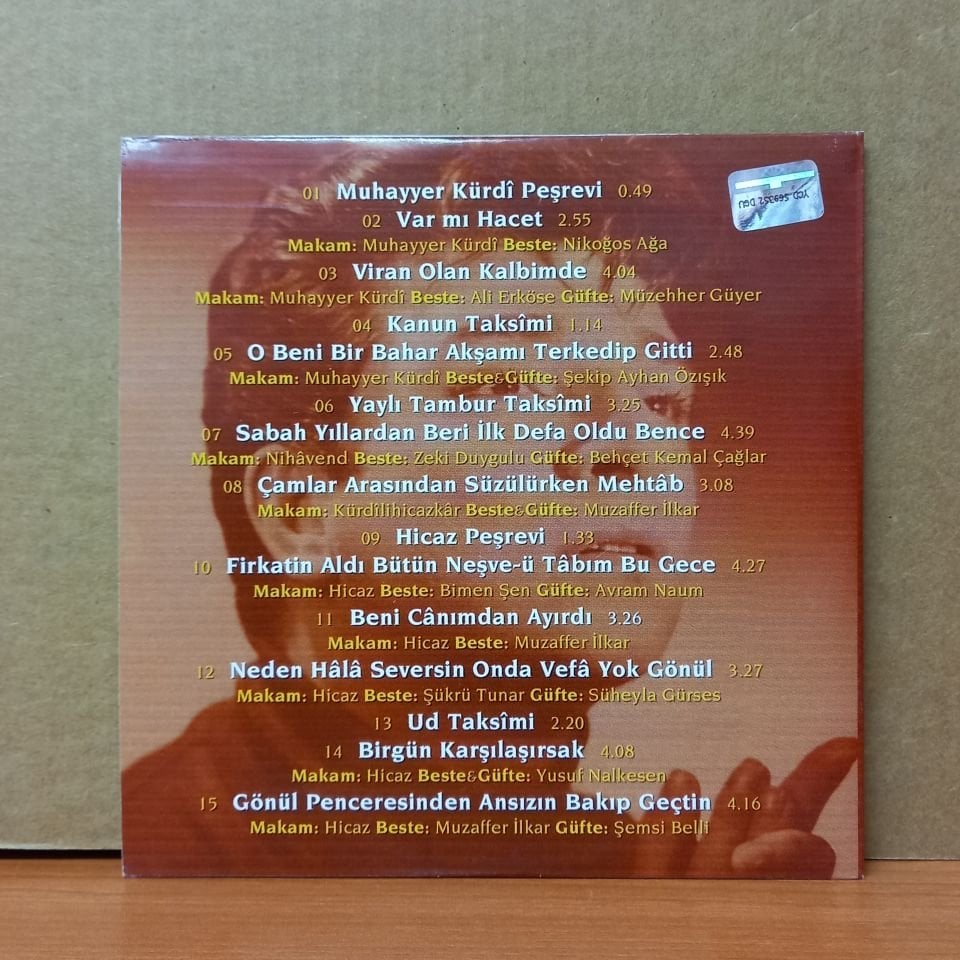 01 Muhayyer Kürdî Peşrevi 0.49
02 Var mı Hacet 2.55
Makam: Muhayyer Kürdî Beste: Nikoğos Ağa
03 Viran Olan Kalbimde 4.04
Makam: Muhayyer Kürdî Beste: Ali Erköse Güfte: Müzehher Güyer
04 Kanun Taksîmi 1.14
05 O Beni Bir Bahar Akşamı Terkedip Gitti 2.48
Makam: Muhayyer Kürdî Beste&Güfte: Şekip Ayhan Özışık
06 Yaylı Tambur Taksîmi 3.25
07 Sabah Yıllardan Beri İlk Defa Oldu Bence 4.39
Makam: Nihâvend Beste: Zeki Duygulu Güfte: Behçet Kemal Çağlar
08 Çamlar Arasından Süzülürken Mehtâb 3.08
Makam: Kürdîlihicazkâr Beste&Güfte: Muzaffer İlkar
09 Hicaz Peşrevi 1.33
10 Firkatin Aldı Bütün Neşve-ü Tâbım Bu Gece 4.27
Makam: Hicaz Beste: Bimen Şen Güfte: Avram Naum
11 Beni Cânımdan Ayırdı 3.26
Makam: Hicaz Beste: Muzaffer İlkar
12 Neden Hâlâ Seversin Onda Vefâ Yok Gönül 3.27
Makam: Hicaz Beste: Şükrü Tunar Güfte: Süheyla Gürses
13 Ud Taksîmi 2.20
14 Birgün Karşılaşırsak 4.08
Makam: Hicaz Beste&Güfte: Yusuf Nalkesen
15 Gönül Penceresinden Ansızın Bakıp Geçtin 4.16
Makam: Hicaz Beste: Muzaffer İlkar Güfte: Şemsi Belli